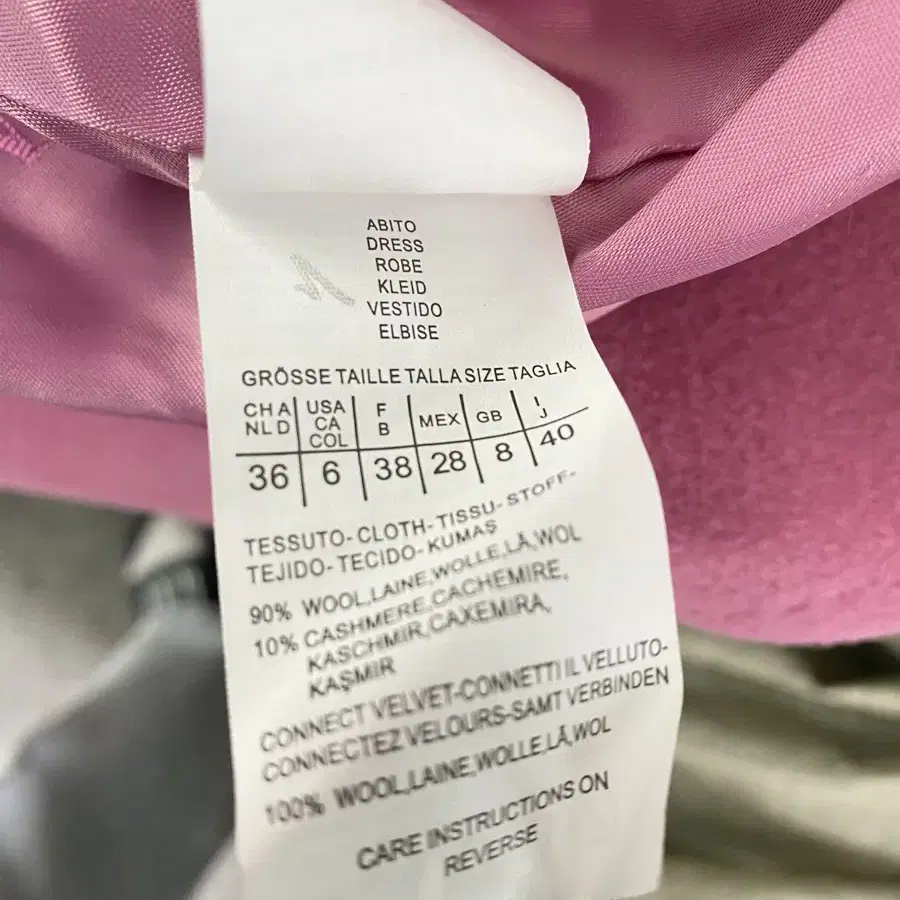 ABITO
DRESS
ROBE
KLEID
VESTIDO
ELBISE
GRÖSSE TAILLE TALLA SIZE TAGLIA
CH A USA F MEX GB I
NL D CA B J
COL
36 6 38 28 8 40
TESSUTO-CLOTH-TISSU-STOFF-
TEJIDO-TECIDO-KUMAŞ
90% WOOL,LAINE,WOLLE,LÃ,WOL
10% CASHMERE,CACHEMIRE,
KASCHMIR,CAXEMIRA,
KAŞMIR
CONNECT VELVET-CONNETTI IL VELLUTO-
CONNECTEZ VELOURS-SAMT VERBINDEN
100% WOOL,LAINE,WOLLE,LÃ,WOL
CARE INSTRUCTIONS ON
REVERSE